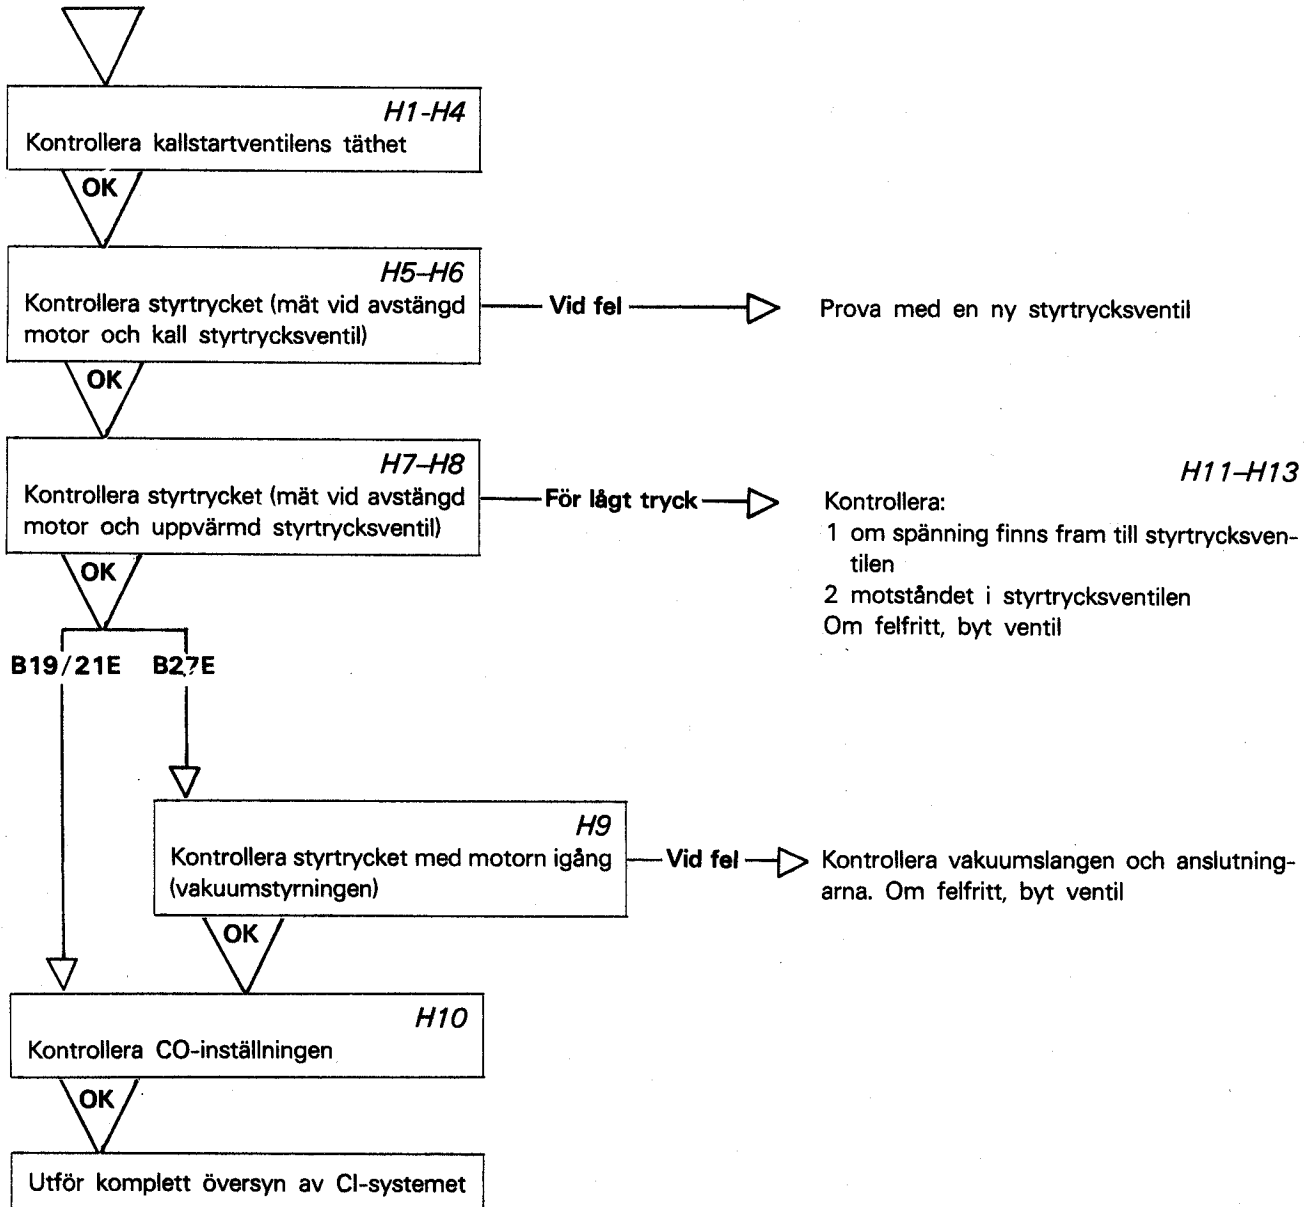 H1-H4
Kontrollera kallstartventilens täthet
OK
H5–H6
Kontrollera styrtrycket (mät vid avstängd
motor och kall styrtrycksventil)
Vid fel
Prova med en ny styrtrycksventil
OK
H7–H8
Kontrollera styrtrycket (mät vid avstängd
motor och uppvärmd styrtrycksventil)
För lågt tryck
H11–H13
Kontrollera:
1 om spänning finns fram till styrtrycksven-
tilen
2 motståndet i styrtrycksventilen
Om felfritt, byt ventil
OK
B19/21E B27E
H9
Kontrollera styrtrycket med motorn igång
(vakuumstyrningen)
Vid fel
Kontrollera vakuumslangen och anslutning-
arna. Om felfritt, byt ventil
OK
H10
Kontrollera CO-inställningen
OK
Utför komplett översyn av CI-systemet